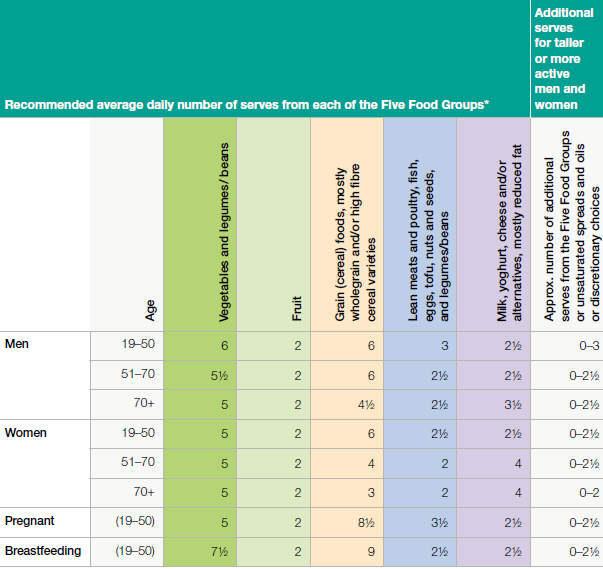 Additional
serves
for taller
or more
active
men and
women
Recommended average daily number of serves from each of the Five Food Groups*
Age
Vegetables and legumes/ beans
Fruit
Grain (cereal) foods, mostly
wholegrain and/or high fibre
cereal varieties
Lean meats and poultry, fish,
eggs, tofu, nuts and seeds,
and legumes/beans
Milk, yoghurt, cheese and/or
alternatives, mostly reduced fat
Approx. number of additional
serves from the Five Food Groups
or unsaturated spreads and oils
or discretionary choices
Men 19–50 6 2 6 3 2½ 0–3
51–70 5½ 2 6 2½ 2½ 0–2½
70+ 5 2 4½ 2½ 3½ 0–2½
Women 19–50 5 2 6 2½ 2½ 0–2½
51–70 5 2 4 2 4 0–2½
70+ 5 2 3 2 4 0–2
Pregnant (19–50) 5 2 8½ 3½ 2½ 0–2½
Breastfeeding (19–50) 7½ 2 9 2½ 2½ 0–2½